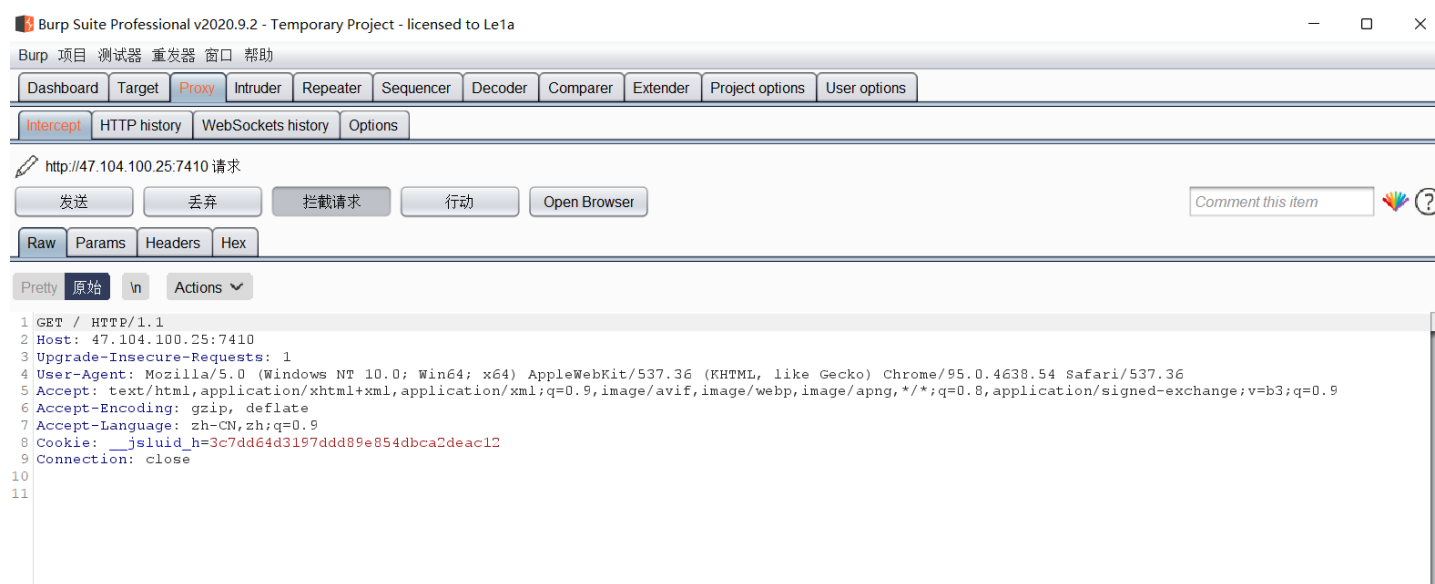 Burp Suite Professional v2020.9.2 - Temporary Project - licensed to Le1a
Burp 项目 测试器 重发器 窗口 帮助
Dashboard Target Proxy Intruder Repeater Sequencer Decoder Comparer Extender Project options User options
Intercept HTTP history WebSockets history Options
http://47.104.100.25:7410 请求
发送 丢弃 拦截请求 行动 Open Browser Comment this item ?
Raw Params Headers Hex
Pretty 原始 \n Actions
1 GET / HTTP/1.1
2 Host: 47.104.100.25:7410
3 Upgrade-Insecure-Requests: 1
4 User-Agent: Mozilla/5.0 (Windows NT 10.0; Win64; x64) AppleWebKit/537.36 (KHTML, like Gecko) Chrome/95.0.4638.54 Safari/537.36
5 Accept: text/html,application/xhtml+xml,application/xml;q=0.9,image/avif,image/webp,image/apng,*/*;q=0.8,application/signed-exchange;v=b3;q=0.9
6 Accept-Encoding: gzip, deflate
7 Accept-Language: zh-CN,zh;q=0.9
8 Cookie: __jsluid_h=3c7dd64d3197ddd89e854dbca2deac12
9 Connection: close
10
11